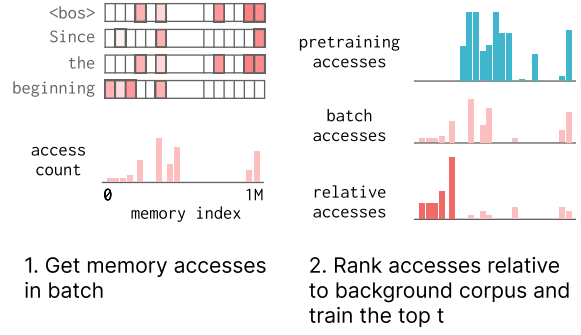 <bos>
Since
the
beginning
access
count
0
1M
memory index
1. Get memory accesses
in batch
pretraining
accesses
batch
accesses
relative
accesses
2. Rank accesses relative
to background corpus and
train the top t